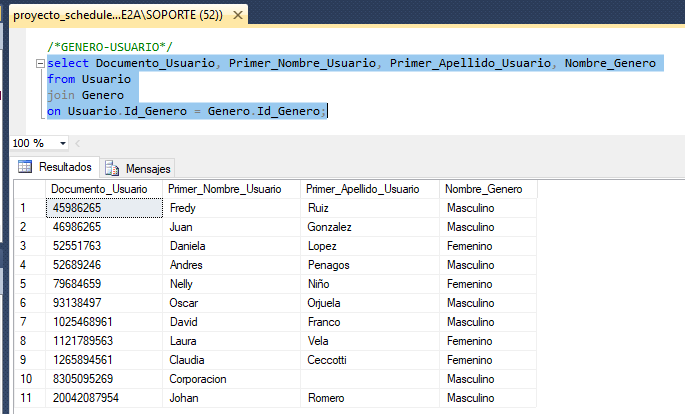 proyecto_schedule...E2A\SOPORTE (52))
/*GENERO-USUARIO*/
select Documento_Usuario, Primer_Nombre_Usuario, Primer_Apellido_Usuario, Nombre_Genero
from Usuario
join Genero
on Usuario.Id_Genero = Genero.Id_Genero;
100 %
Resultados Mensajes
Documento_Usuario Primer_Nombre_Usuario Primer_Apellido_Usuario Nombre_Genero
1 45986265 Fredy Ruiz Masculino
2 46986265 Juan Gonzalez Masculino
3 52551763 Daniela Lopez Femenino
4 52689246 Andres Penagos Masculino
5 79684659 Nelly Niño Femenino
6 93138497 Oscar Orjuela Masculino
7 1025468961 David Franco Masculino
8 1121789563 Laura Vela Femenino
9 1265894561 Claudia Ceccotti Femenino
10 8305095269 Corporacion Masculino
11 20042087954 Johan Romero Masculino